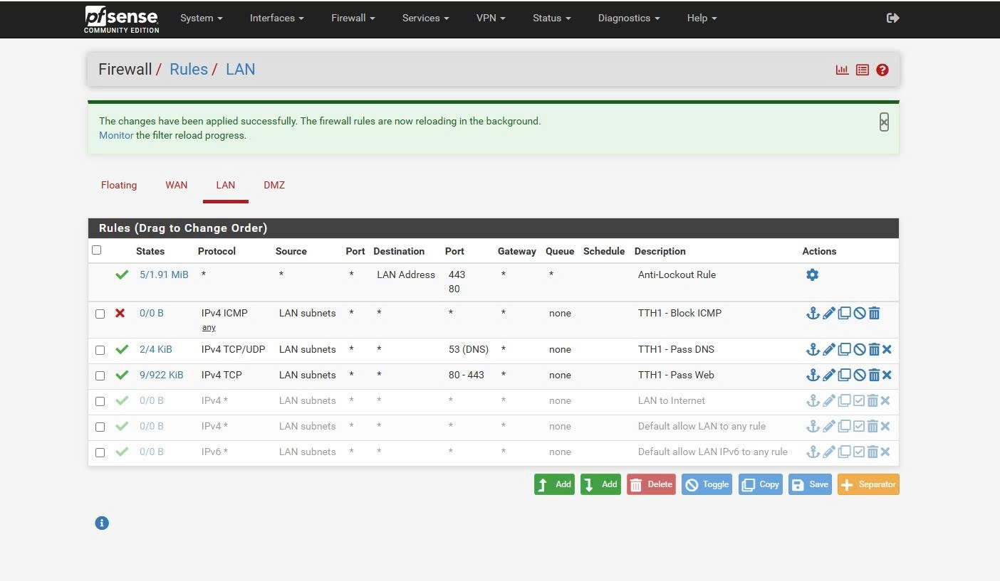 pfsense System Interfaces Firewall Services VPN Status Diagnostics Help
COMMUNITY EDITION
Firewall / Rules / LAN
The changes have been applied successfully. The firewall rules are now reloading in the background.
Monitor the filter reload progress.
Floating WAN LAN DMZ
Rules (Drag to Change Order)
States Protocol Source Port Destination Port Gateway Queue Schedule Description Actions
5/1.91 MiB * * * LAN Address 443 * * Anti-Lockout Rule
80
0/0 B IPv4 ICMP LAN subnets * * * * none TTH1 - Block ICMP
any
2/4 KiB IPv4 TCP/UDP LAN subnets * * 53 (DNS) * none TTH1 - Pass DNS
9/922 KiB IPv4 TCP LAN subnets * * 80 - 443 * none TTH1 - Pass Web
0/0 B IPv4 * LAN subnets * * * * none LAN to Internet
0/0 B IPv4 * LAN subnets * * * * none Default allow LAN to any rule
0/0 B IPv6 * LAN subnets * * * * none Default allow LAN IPv6 to any rule
Add Add Delete Toggle Copy Save Separator